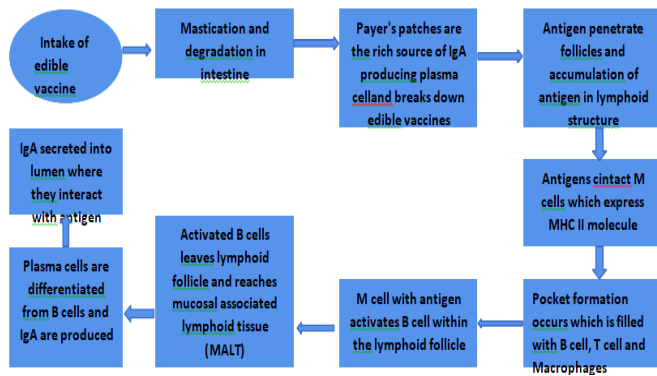 Intake of
edible
vaccine
Mastication and
degradation in
intestine
Payer's patches are
the rich source of IgA
producing plasma
celland breaks down
edible vaccines
Antigen penetrate
follicles and
accumulation of
antigen in lymphoid
structure
Antigens cintact M
cells which express
MHC II molecule
Pocket formation
occurs which is filled
with B cell, T cell and
Macrophages
M cell with antigen
activates B cell within
the lymphoid follicle
Activated B cells
leaves lymphoid
follicle and reaches
mucosal associated
lymphoid tissue
(MALT)
Plasma cells are
differentiated
from B cells and
IgA are produced
IgA secreted into
lumen where
they interact
with antigen